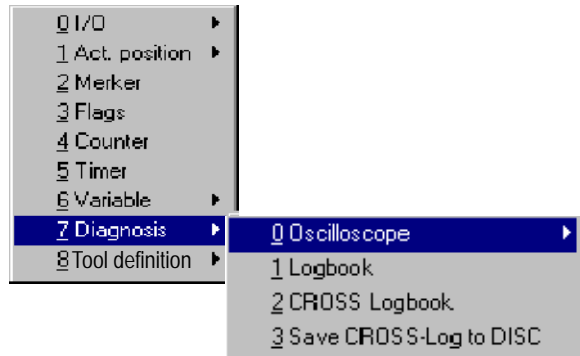 0 I/O
1 Act. position
2 Merker
3 Flags
4 Counter
5 Timer
6 Variable
7 Diagnosis
8 Tool definition
0 Oscilloscope
1 Logbook
2 CROSS Logbook
3 Save CROSS-Log to DISC